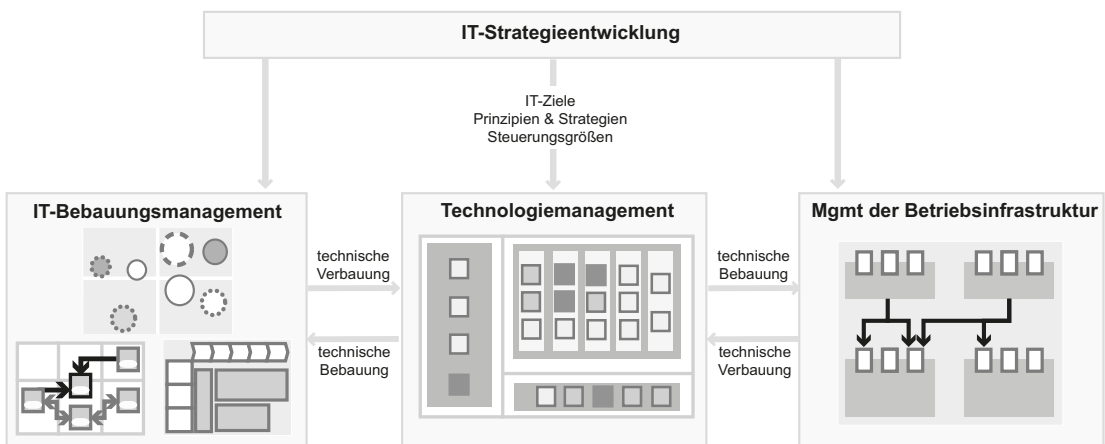 IT-Strategieentwicklung
IT-Ziele
Prinzipien & Strategien
Steuerungsgrößen
IT-Bebauungsmanagement
Technologiemanagement
Mgmt der Betriebsinfrastruktur
technische
Verbauung
technische
Bebauung
technische
Bebauung
technische
Verbauung